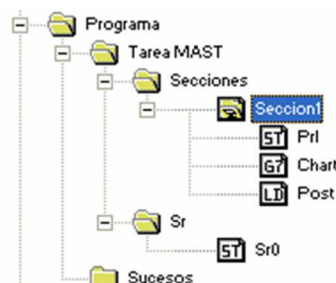 Programa
Tarea MAST
Secciones
Seccion1
ST Prl
G7 Chart
LD Post
Sr
ST Sr0
Sucesos